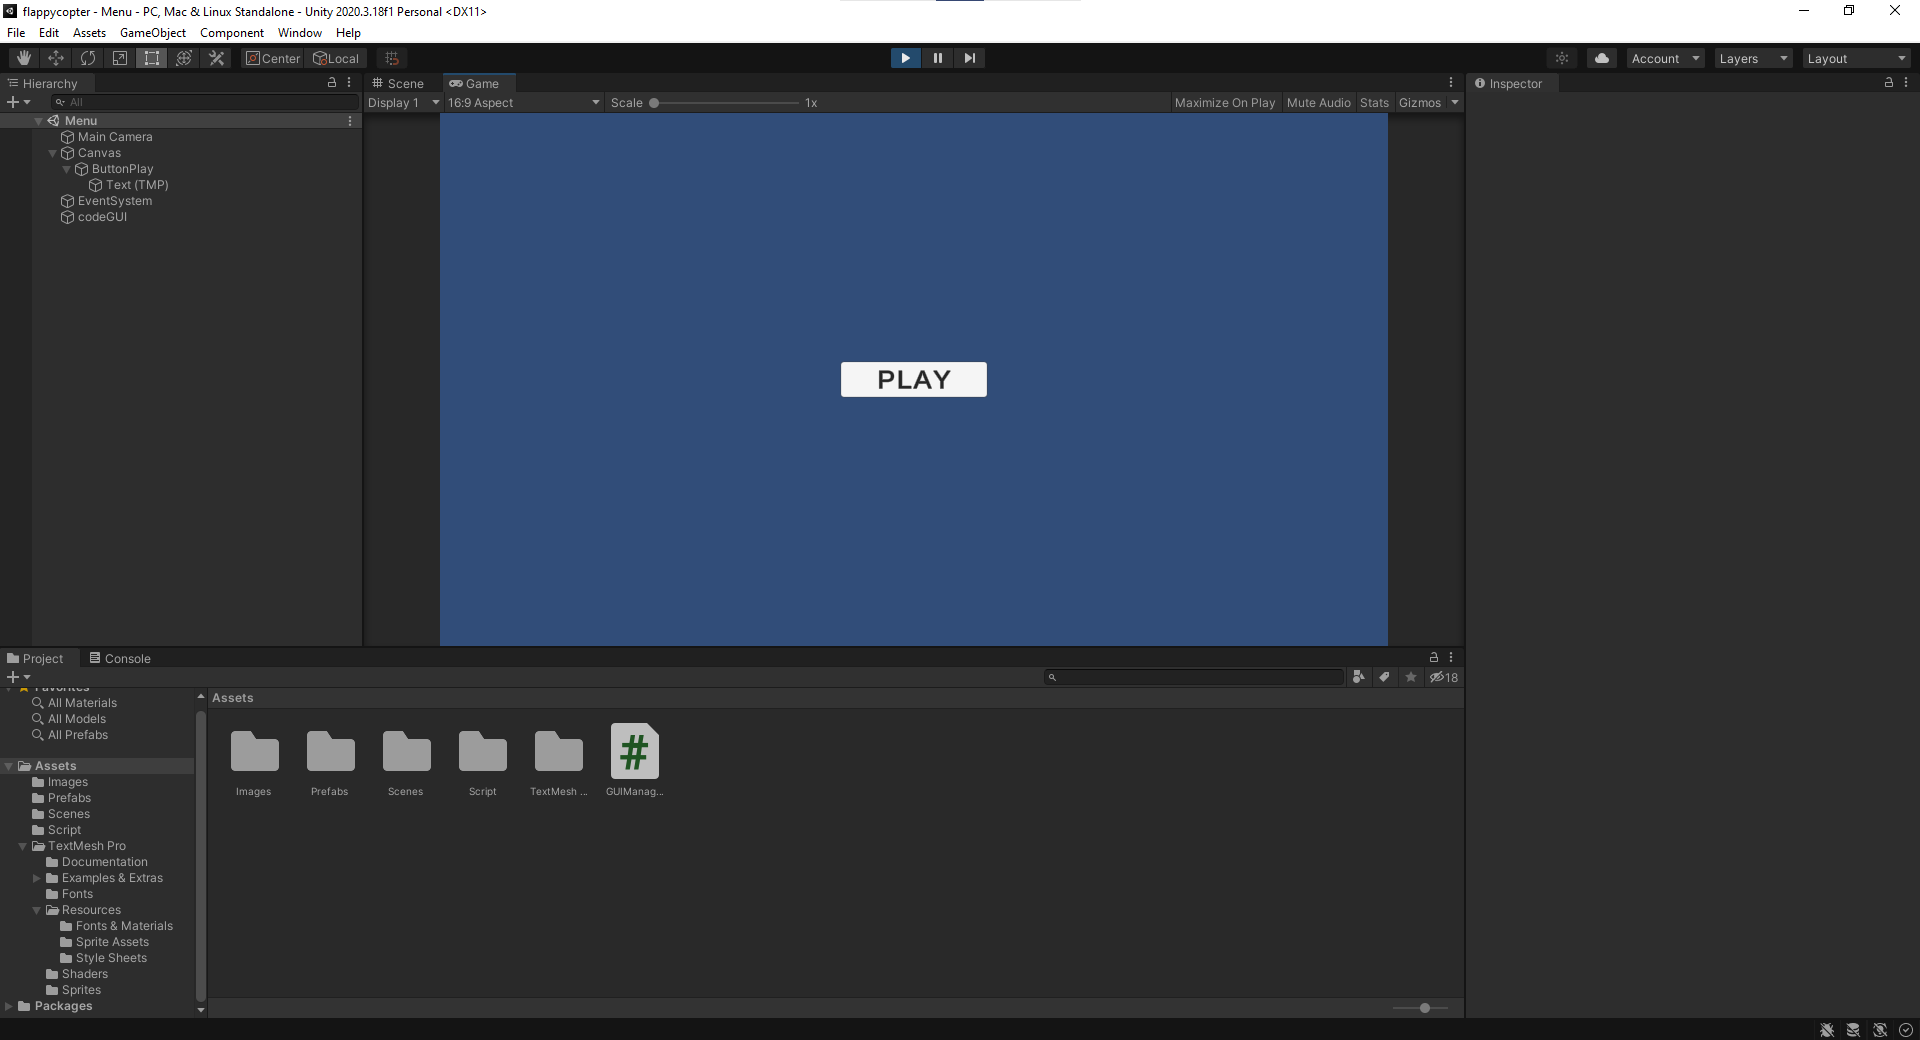 flappycopter - Menu - PC, Mac & Linux Standalone - Unity 2020.3.18f1 Personal <DX11>
File Edit Assets GameObject Component Window Help
Center Local Account Layers Layout
Hierarchy
All
Menu
Main Camera
Canvas
ButtonPlay
Text (TMP)
EventSystem
codeGUI
Scene Game
Display 1 16:9 Aspect Scale 1x Maximize On Play Mute Audio Stats Gizmos
PLAY
Inspector
Project Console
18
Favorites
All Materials
All Models
All Prefabs
Assets
Images
Prefabs
Scenes
Script
TextMesh Pro
Documentation
Examples & Extras
Fonts
Resources
Fonts & Materials
Sprite Assets
Style Sheets
Shaders
Sprites
Packages
Assets
#
Images Prefabs Scenes Script TextMesh ... GUIManag...